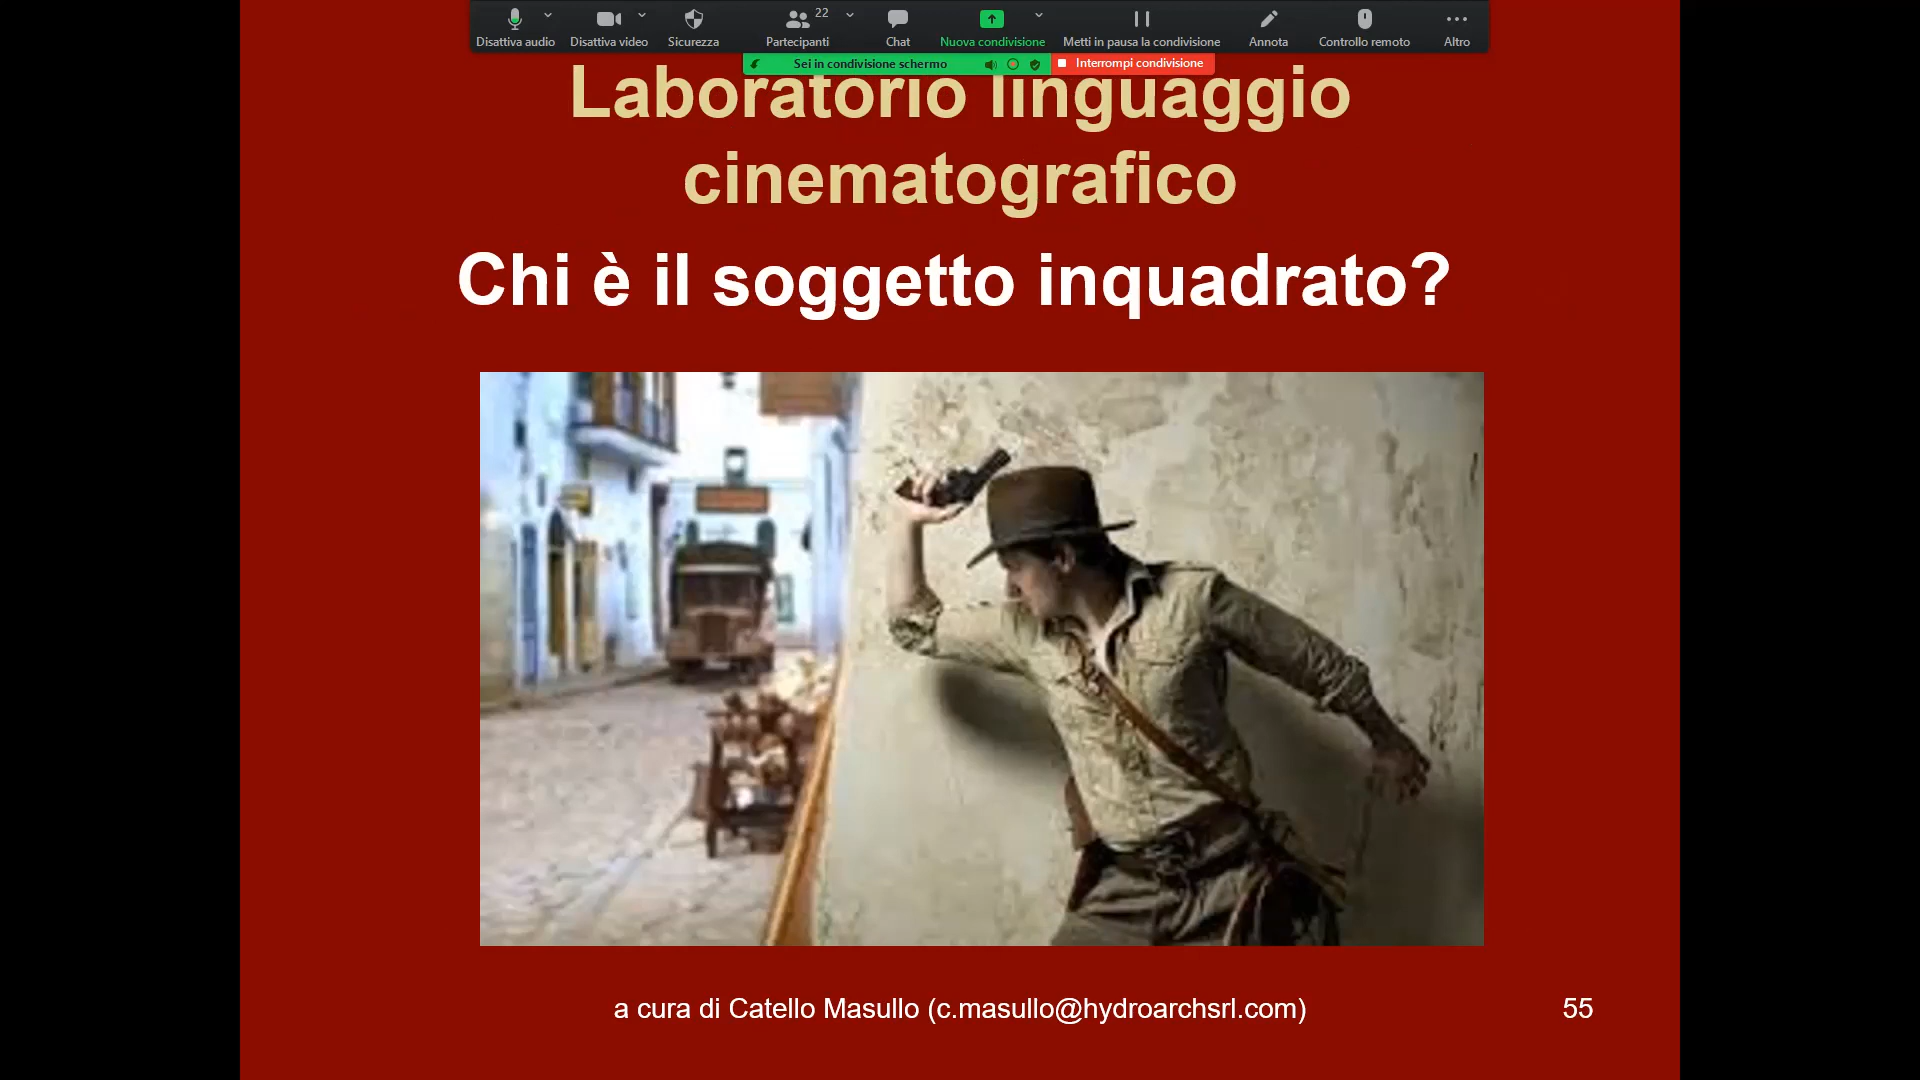 Disattiva audio
Disattiva video
Sicurezza
22
Partecipanti
Chat
Nuova condivisione
Metti in pausa la condivisione
Annota
Controllo remoto
Altro
Sei in condivisione schermo
Interrompi condivisione
Laboratorio linguaggio
cinematografico
Chi è il soggetto inquadrato?
a cura di Catello Masullo (c.masullo@hydroarchsrl.com)
55